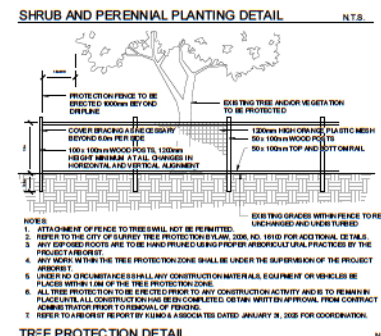 SHRUB AND PERENNIAL PLANTING DETAIL
N.T.S.
PROTECTION FENCE TO BE
ERECTED 1000mm BEYOND
DRIPLINE
EXISTING TREE AND/OR VEGETATION
TO BE PROTECTED
COVER BRACING AS NECESSARY
BEYOND 6.0m PER SIDE
100 x 100mm WOOD POSTS, 1220mm
HEIGHT MINIMUM AT ALL CHANGES IN
HORIZONTAL AND VERTICAL ALIGNMENT
1200mm HIGH ORANGE PLASTIC MESH
50 x 100mm WOOD POSTS
50 x 100mm TOP AND BOTTOM RAIL
EXISTING GRADES WITHIN FENCE TO RE
UNCHANGED AND UNDISTURBED
NOTES:
1. ATTACHMENT OF FENCE TO TREES WILL NOT BE PERMITTED.
2. REFER TO THE CITY OF SURREY TREE PROTECTION BYLAW, 2006, NO. 16100 FOR ADDITIONAL DETAILS.
3. ANY EXPOSED ROOTS ARE TO BE HAND PRUNED USING PROPER ARBORICULTURAL PRACTICES BY THE
PROJECT ARBORIST.
4. ANY WORK WITHIN THE TREE PROTECTION ZONE SHALL BE UNDER THE SUPERVISION OF THE PROJECT
ARBORIST.
5. UNDER NO CIRCUMSTANCES SHALL ANY CONSTRUCTION MATERIALS, EQUIPMENT OR VEHICLES BE
PLACES WITHIN 1.0M OF THE TREE PROTECTION ZONE.
6. ALL TREE PROTECTION TO BE ERECTED PRIOR TO ANY CONSTRUCTION ACTIVITY AND IS TO REMAIN IN
PLACE UNTIL ALL CONSTRUCTION HAS BEEN COMPLETED. OBTAIN WRITTEN APPROVAL FROM CONTRACT
ADMINISTRATOR PRIOR TO REMOVAL OF FENCING.
7. REFER TO ARBORIST REPORT BY KLIMO & ASSOCIATES DATED JANUARY 31, 2025 FOR COORDINATION.
TREE PROTECTION DETAIL